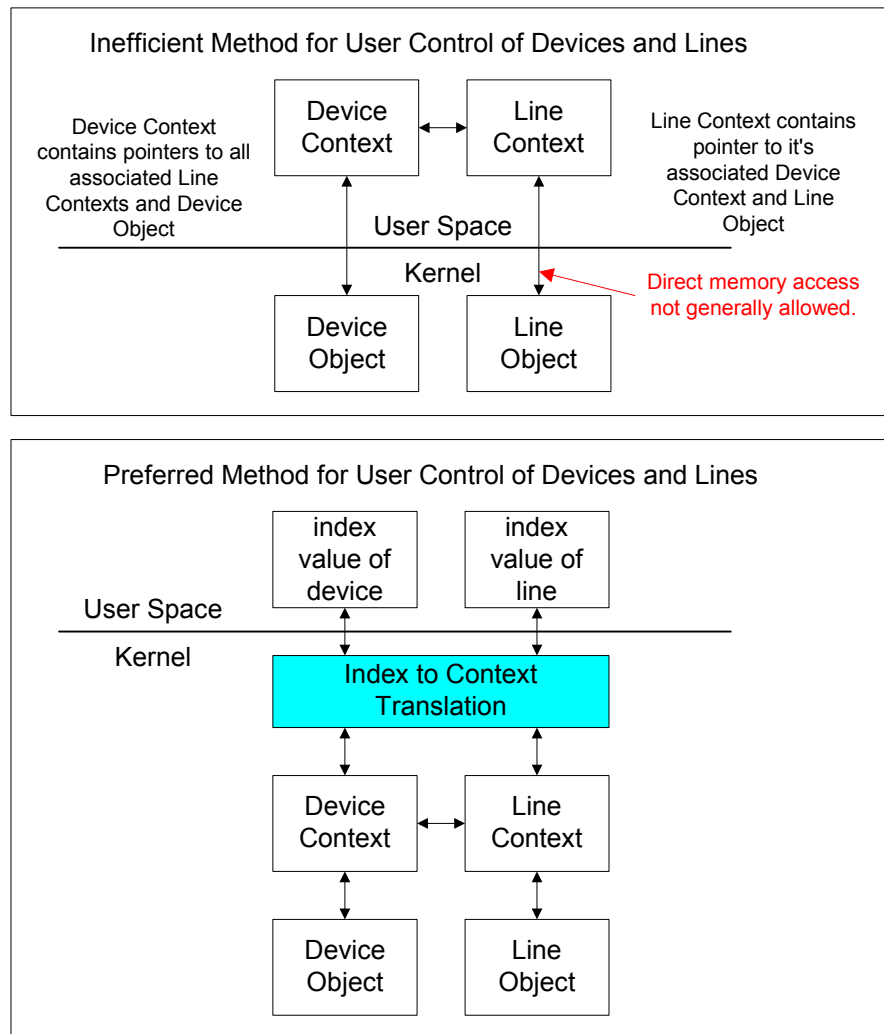 Inefficient Method for User Control of Devices and Lines
Device Context
contains pointers to all
associated Line
Contexts and Device
Object
Device
Context
Line
Context
Line Context contains
pointer to it's
associated Device
Context and Line
Object
User Space
Kernel
Direct memory access
not generally allowed.
Device
Object
Line
Object
Preferred Method for User Control of Devices and Lines
index
value of
device
index
value of
line
User Space
Kernel
Index to Context
Translation
Device
Context
Line
Context
Device
Object
Line
Object